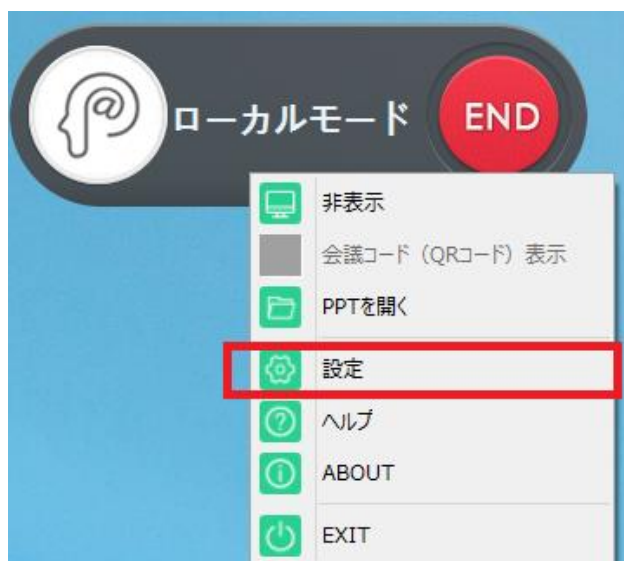 ローカルモード
END
非表示
会議コード（QRコード）表示
PPTを開く
設定
ヘルプ
ABOUT
EXIT